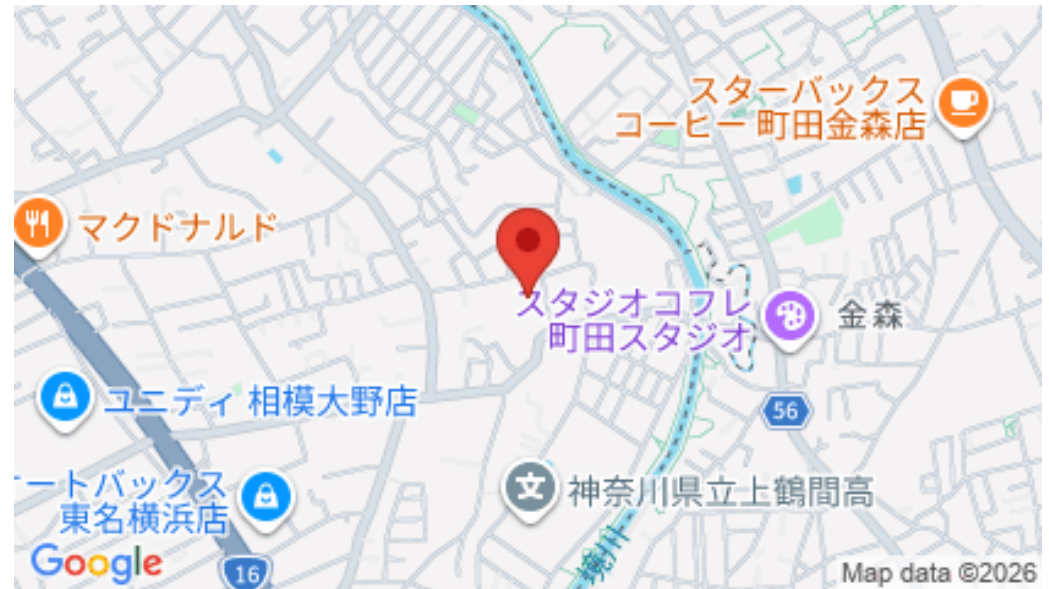 スターバックス
コーヒー 町田金森店
マクドナルド
スタジオコフレ
町田スタジオ
金森
ユニディ 相模大野店
56
ートバックス
東名横浜店
神奈川県立上鶴間高
境川
Google
16
Map data ©2026